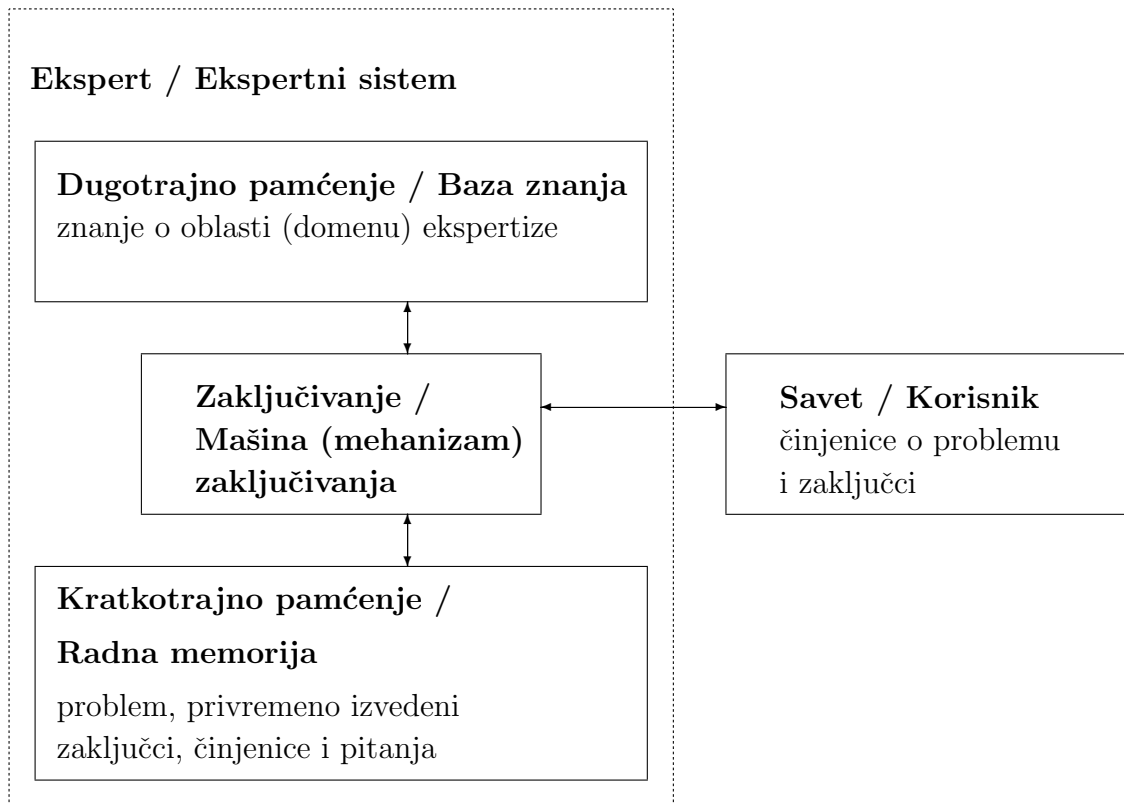 Ekspert / Ekspertni sistem
Dugotrajno pamćenje / Baza znanja
znanje o oblasti (domenu) ekspertize
Zaključivanje /
Mašina (mehanizam)
zaključivanja
Savet / Korisnik
činjenice o problemu
i zaključci
Kratkotrajno pamćenje /
Radna memorija
problem, privremeno izvedeni
zaključci, činjenice i pitanja